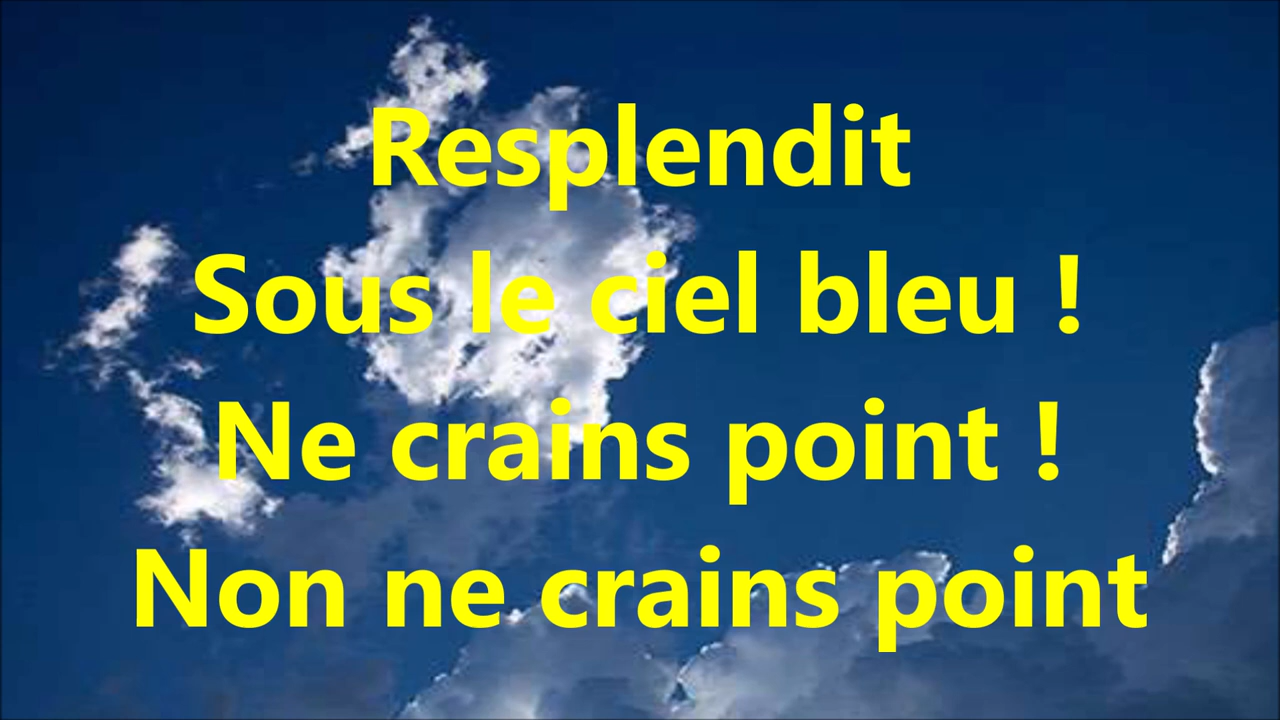 Resplendit
Sous le ciel bleu !
Ne crains point !
Non ne crains point